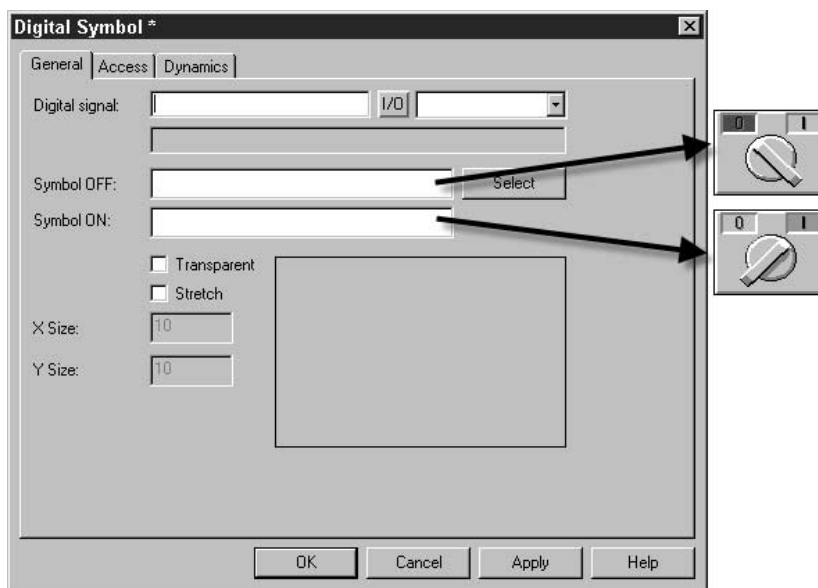 Digital Symbol *
General Access Dynamics
Digital signal: I/O
Symbol OFF: Select
Symbol ON:
Transparent
Stretch
X Size: 10
Y Size: 10
OK Cancel Apply Help
0 I
0 I